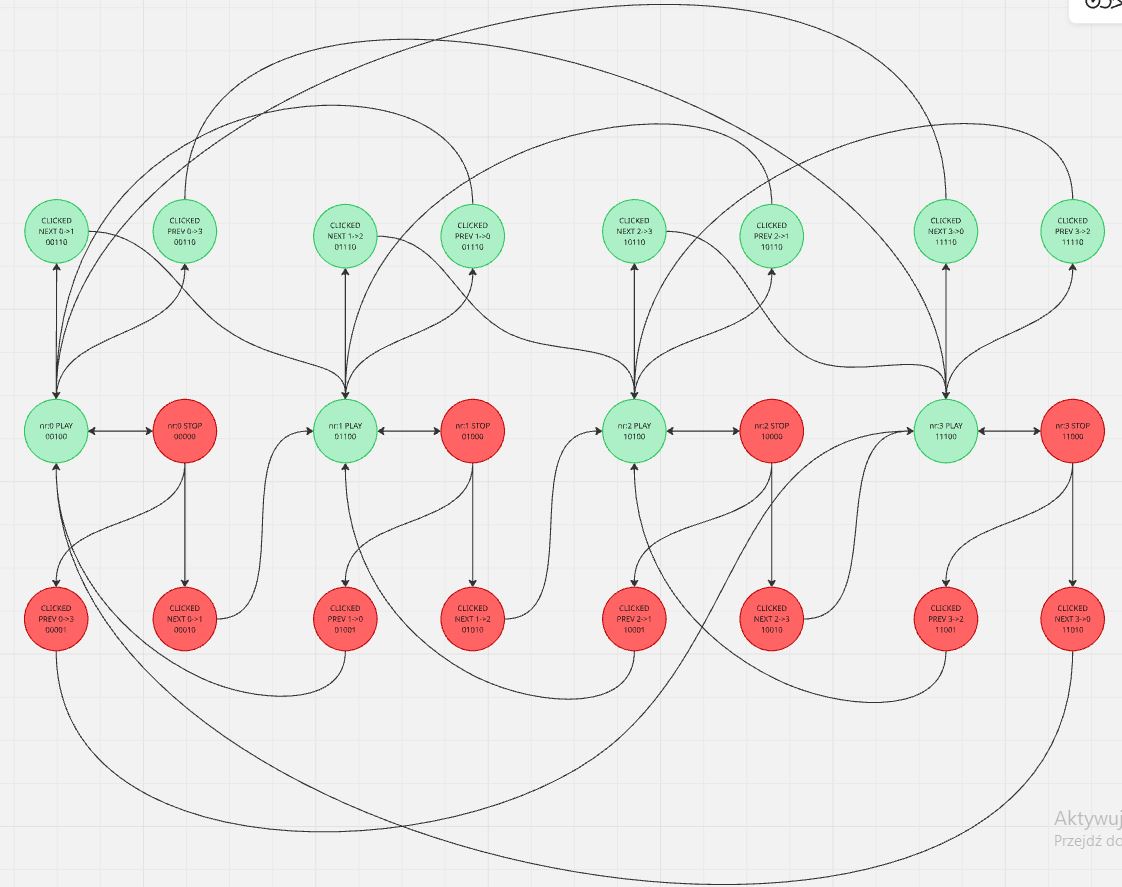 CLICKED
NEXT 0->1
00110
CLICKED
PREV 0->3
00110
CLICKED
NEXT 1->2
01110
CLICKED
PREV 1->0
01110
CLICKED
NEXT 2->3
10110
CLICKED
PREV 2->1
10110
CLICKED
NEXT 3->0
11110
CLICKED
PREV 3->2
11110
nr:0 PLAY
00100
nr:0 STOP
00000
nr:1 PLAY
01100
nr:1 STOP
01000
nr:2 PLAY
10100
nr:2 STOP
10000
nr:3 PLAY
11100
nr:3 STOP
11000
CLICKED
PREV 0->3
00001
CLICKED
NEXT 0->1
00010
CLICKED
PREV 1->0
01001
CLICKED
NEXT 1->2
01010
CLICKED
PREV 2->1
10001
CLICKED
NEXT 2->3
10010
CLICKED
PREV 3->2
11001
CLICKED
NEXT 3->0
11010
Aktywuj
Przejdź do